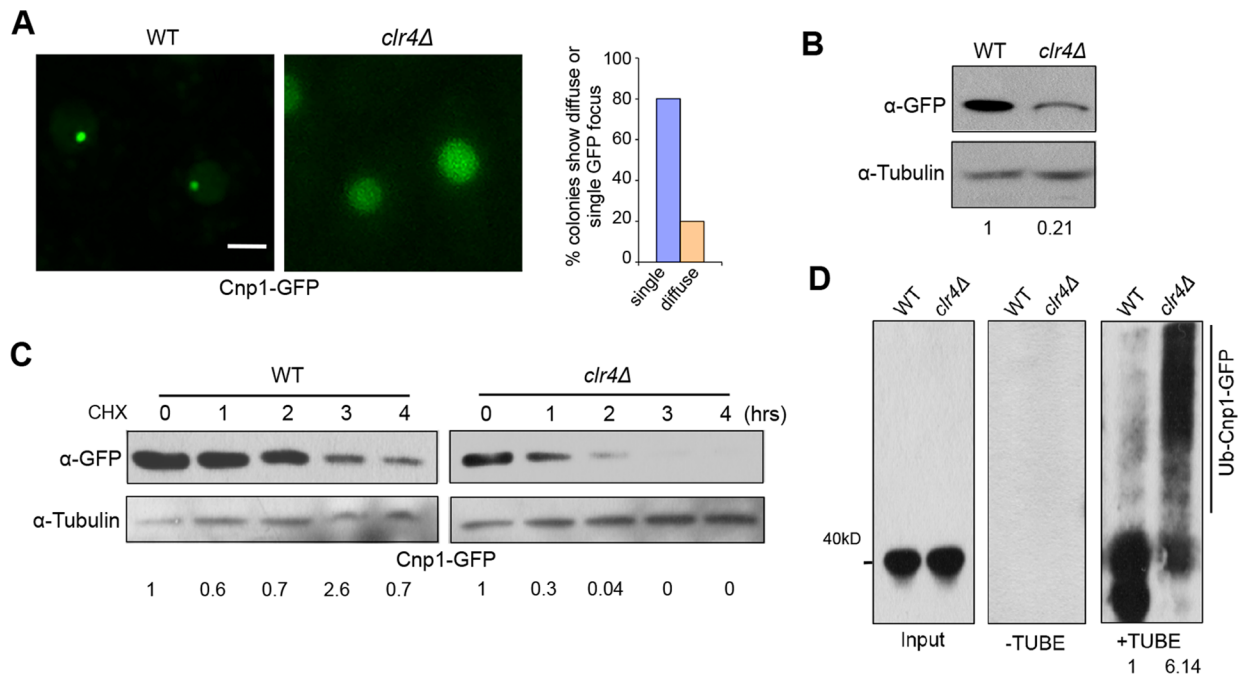 A
WT
clr4Δ
Cnp1-GFP
% colonies show diffuse or
single GFP focus
100
80
60
40
20
0
single
diffuse
B
WT
clr4Δ
α-GFP
α-Tubulin
1 0.21
C
WT
clr4Δ
CHX 0 1 2 3 4 0 1 2 3 4 (hrs)
α-GFP
α-Tubulin
Cnp1-GFP
1 0.6 0.7 2.6 0.7 1 0.3 0.04 0 0
D
WT clr4Δ WT clr4Δ WT clr4Δ
Ub-Cnp1-GFP
40kD
Input -TUBE +TUBE
1 6.14